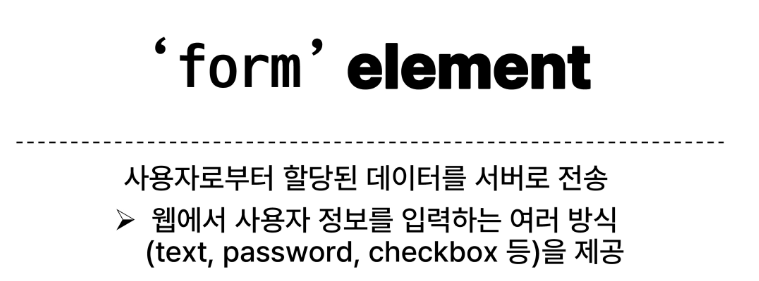 ‘form’ element
사용자로부터 할당된 데이터를 서버로 전송
➢ 웹에서 사용자 정보를 입력하는 여러 방식
(text, password, checkbox 등)을 제공